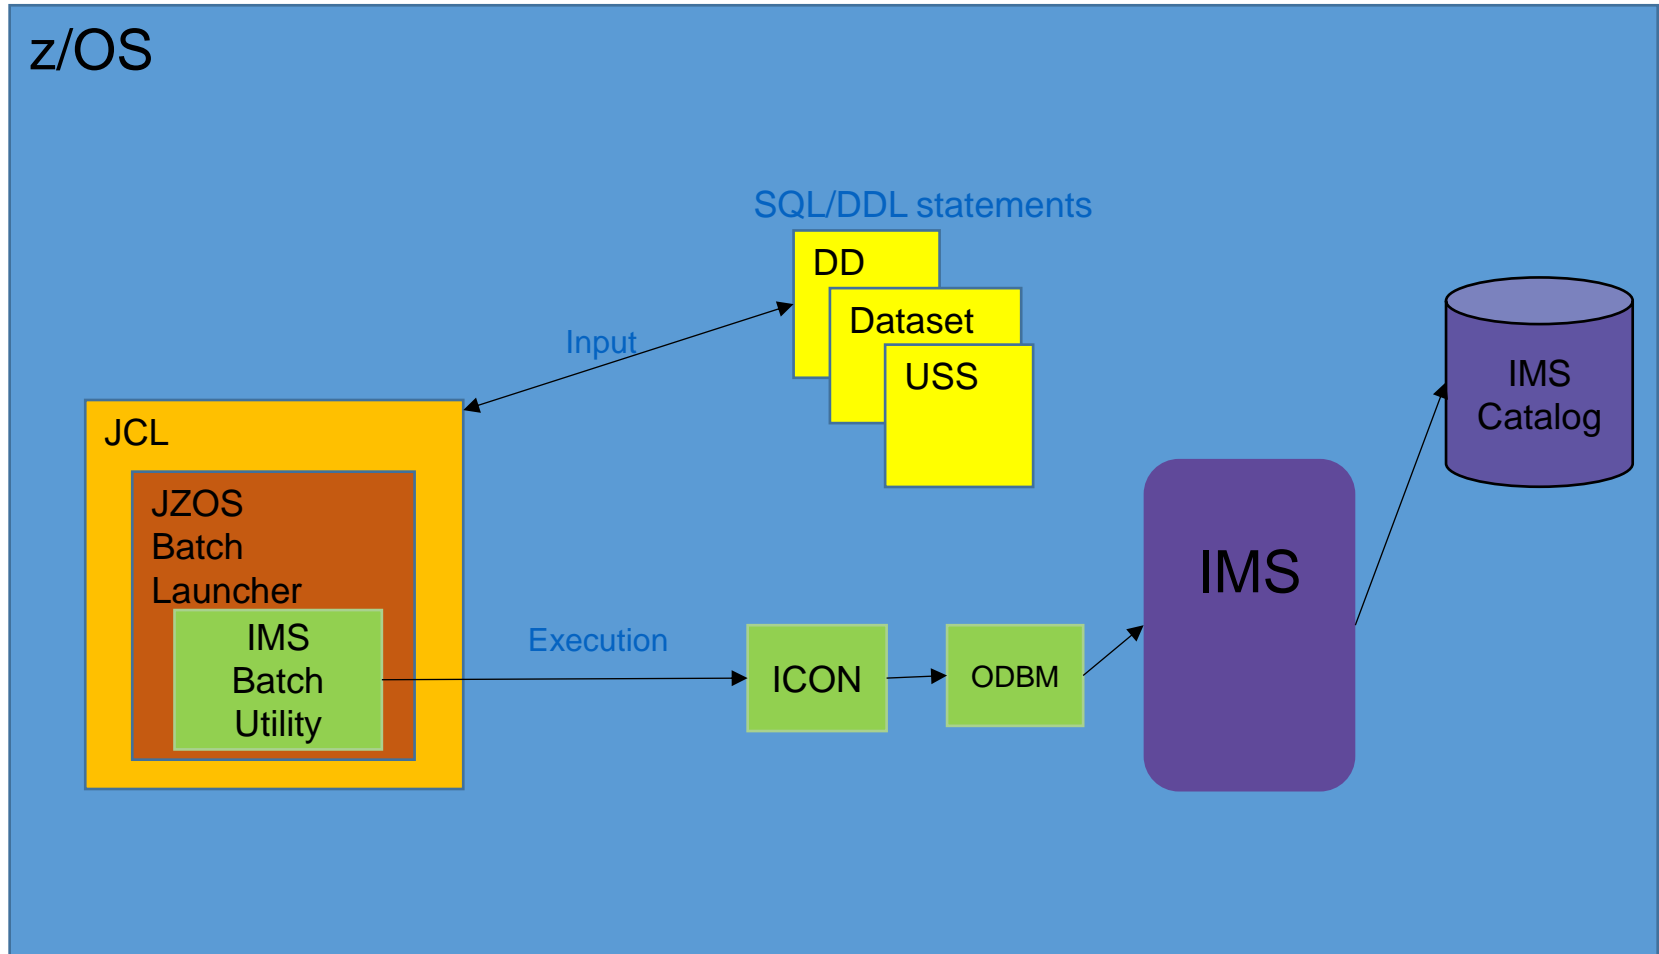 z/OS
SQL/DDL statements
DD
Dataset
USS
Input
JCL
JZOS
Batch
Launcher
IMS
Batch
Utility
Execution
ICON
ODBM
IMS
IMS
Catalog